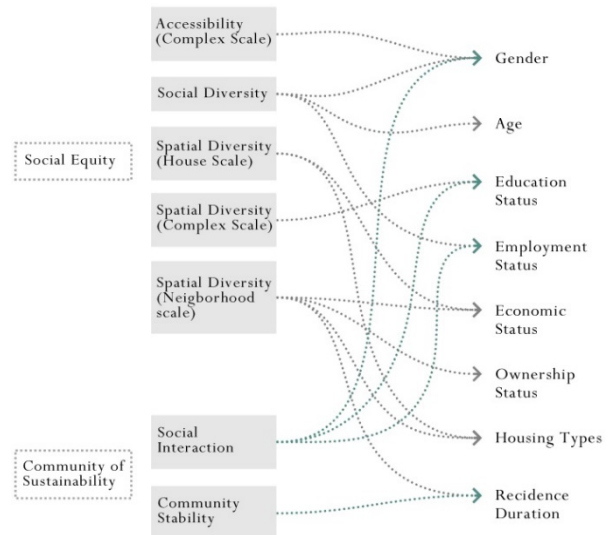 Accessibility
(Complex Scale)
Social Diversity
Social Equity
Spatial Diversity
(House Scale)
Spatial Diversity
(Complex Scale)
Spatial Diversity
(Neigborhood
scale)
Community of
Sustainability
Social
Interaction
Community
Stability
Gender
Age
Education
Status
Employment
Status
Economic
Status
Ownership
Status
Housing Types
Recidence
Duration